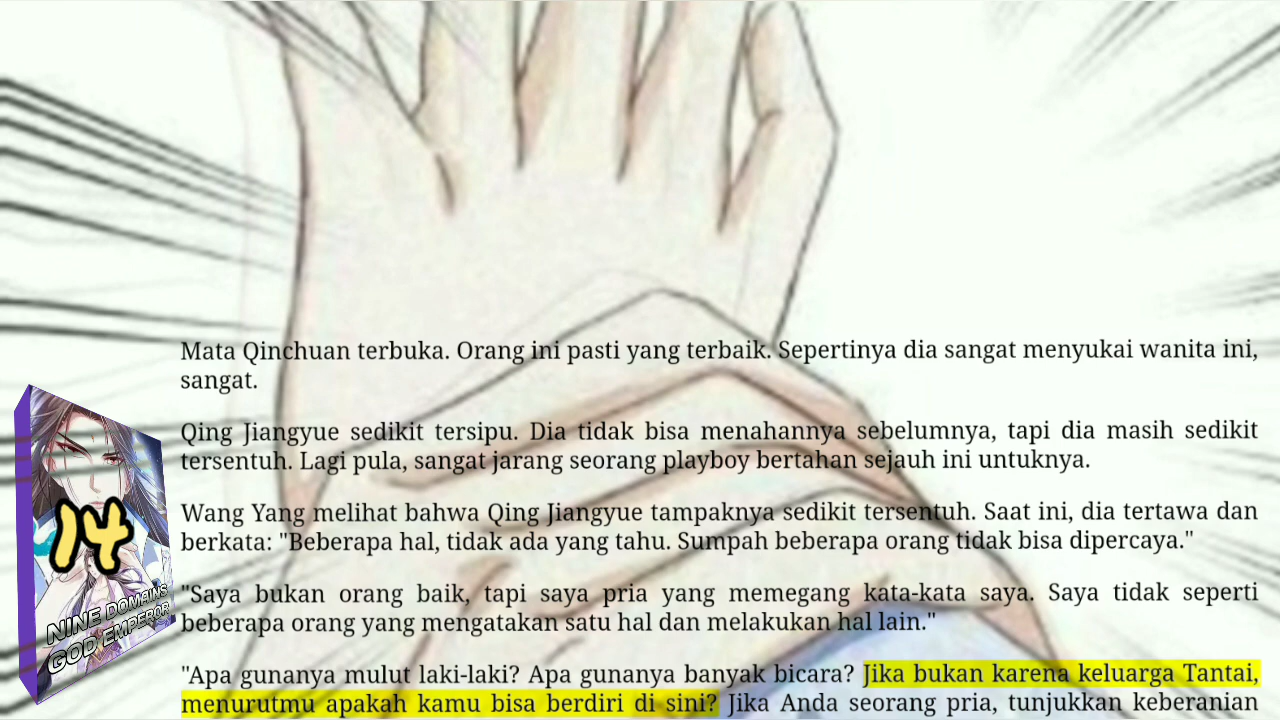 Mata Qinchuan terbuka. Orang ini pasti yang terbaik. Sepertinya dia sangat menyukai wanita ini,
sangat.
Qing Jiangyue sedikit tersipu. Dia tidak bisa menahannya sebelumnya, tapi dia masih sedikit
tersentuh. Lagi pula, sangat jarang seorang playboy bertahan sejauh ini untuknya.
Wang Yang melihat bahwa Qing Jiangyue tampaknya sedikit tersentuh. Saat ini, dia tertawa dan
berkata: "Beberapa hal, tidak ada yang tahu. Sumpah beberapa orang tidak bisa dipercaya."
"Saya bukan orang baik, tapi saya pria yang memegang kata-kata saya. Saya tidak seperti
beberapa orang yang mengatakan satu hal dan melakukan hal lain."
"Apa gunanya mulut laki-laki? Apa gunanya banyak bicara? Jika bukan karena keluarga Tantai,
menurutmu apakah kamu bisa berdiri di sini? Jika Anda seorang pria, tunjukkan keberanian
14
NINE DOMAINS
GOD EMPEROR